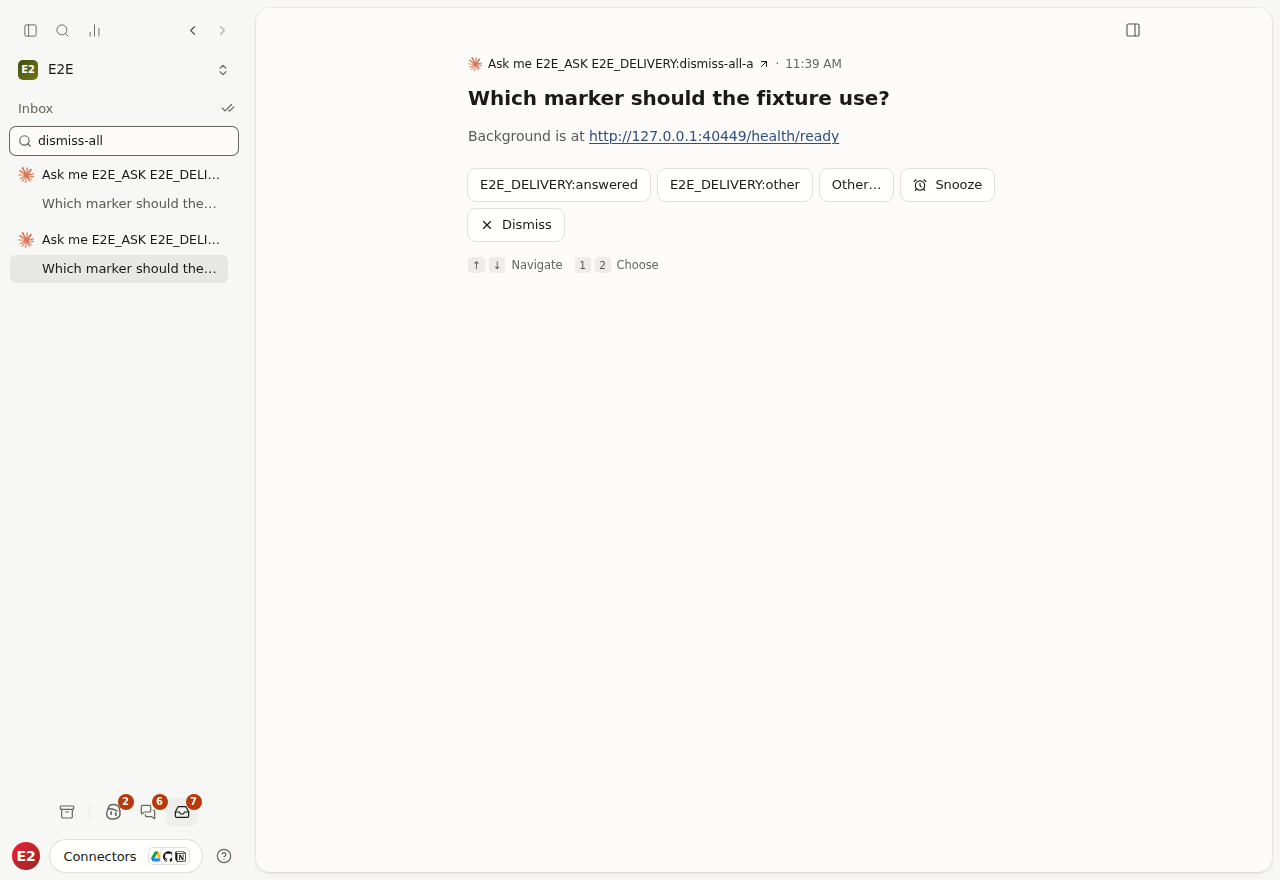 E2 E2E
Inbox
dismiss-all
Ask me E2E_ASK E2E_DELI…
Which marker should the…
Ask me E2E_ASK E2E_DELI…
Which marker should the…
2 6 7
E2 Connectors
Ask me E2E_ASK E2E_DELIVERY:dismiss-all-a · 11:39 AM
Which marker should the fixture use?
Background is at http://127.0.0.1:40449/health/ready
E2E_DELIVERY:answered E2E_DELIVERY:other Other… Snooze
Dismiss
↑ ↓ Navigate 1 2 Choose